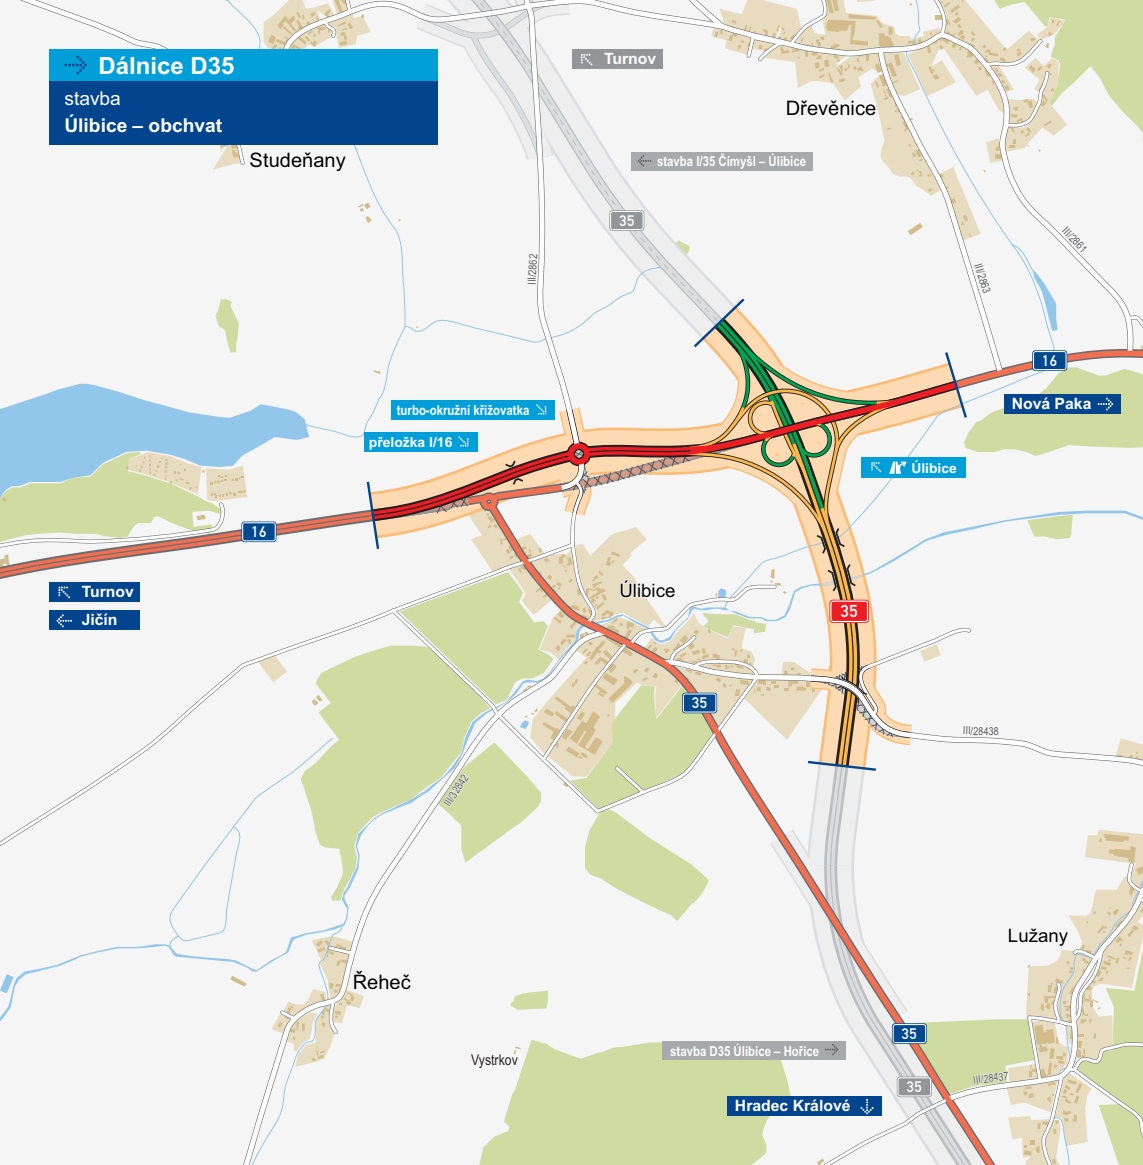 Dálnice D35
stavba
Úlibice – obchvat
Turnov
Dřevěnice
Studeňany
stavba I/35 Čímyšl – Úlibice
35
III/2861
III/2862
III/2863
16
Nová Paka
turbo-okružní křižovatka
přeložka I/16
Úlibice
16
Turnov
Jičín
Úlibice
35
35
III/28438
III/32842
Lužany
Řeheč
35
Vystrkov
stavba D35 Úlibice – Hořice
III/28437
35
Hradec Králové